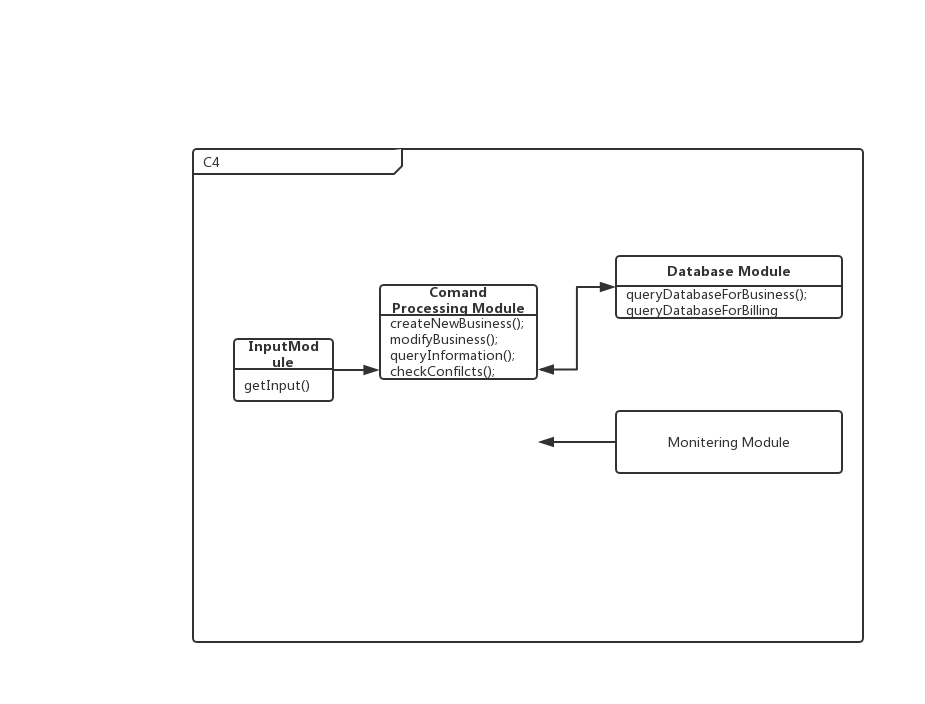 C4
InputMod
ule
getInput()
Comand
Processing Module
createNewBusiness();
modifyBusiness();
queryInformation();
checkConfilcts();
Database Module
queryDatabaseForBusiness();
queryDatabaseForBilling
Monitering Module